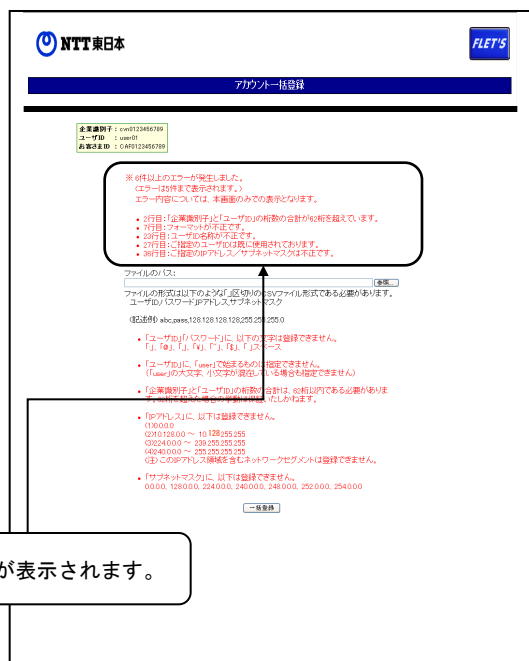 NTT東日本
FLET'S
アカウント一括登録
企業識別子：cvn0123456789
ユーザID ：user01
お客さまID ：CAF0123456789
※ 6件以上のエラーが発生しました。
（エラーは5件まで表示されます。）
エラー内容については、本画面のみでの表示となります。
• 2行目：「企業識別子」と「ユーザID」の桁数の合計が62桁を超えています。
• 7行目：フォーマットが不正です。
• 23行目：ユーザID名称が不正です。
• 27行目：ご指定のユーザIDは既に使用されております。
• 36行目：ご指定のIPアドレス／サブネットマスクは不正です。
ファイルのパス：
参照...
ファイルの形式は以下のような「,」区切りのCSVファイル形式である必要があります。
ユーザID,パスワード,IPアドレス,サブネットマスク
（記述例） abc,pass,128.128.128.128,255.255.255.0
• 「ユーザID」「パスワード」に、以下の文字は登録できません。
• 「ユーザID」に、「user」で始まるものは指定できません。
（「user」の大文字、小文字が混在している場合も指定できません）
• 「企業識別子」と「ユーザID」の桁数の合計は、62桁以内である必要がありま
す。62桁を超えた場合の挙動は保証いたしかねます。
• 「IPアドレス」に、以下は登録できません。
(1)0.0.0.0
(2)10.128.0.0 ～ 10.128.255.255
(3)224.0.0.0 ～ 239.255.255.255
(4)240.0.0.0 ～ 255.255.255.255
（注）このIPアドレス領域を含むネットワークセグメントは登録できません。
• 「サブネットマスク」に、以下は登録できません。
0.0.0.0, 128.0.0.0, 224.0.0.0, 240.0.0.0, 248.0.0.0, 252.0.0.0, 254.0.0.0
一括登録
が表示されます。